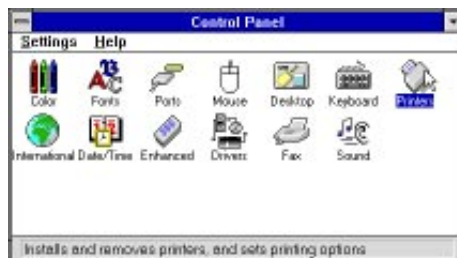 Control Panel
Settings Help
Color Fonts Ports Mouse Desktop Keyboard Printers
International Date/Time Enhanced Drivers Fax Sound
Installs and removes printers, and sets printing options